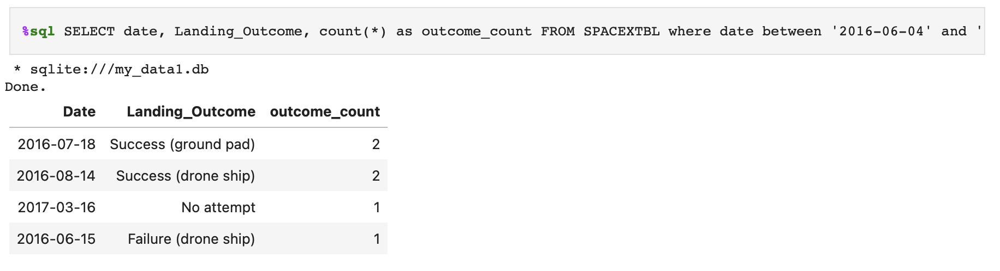 %sql SELECT date, Landing_Outcome, count(*) as outcome_count FROM SPACEXTBL where date between '2016-06-04' and '
* sqlite:///my_data1.db
Done.
Date Landing_Outcome outcome_count
2016-07-18 Success (ground pad) 2
2016-08-14 Success (drone ship) 2
2017-03-16 No attempt 1
2016-06-15 Failure (drone ship) 1